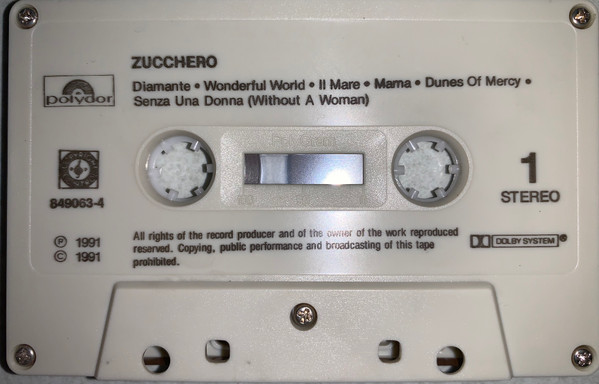 ZUCCHERO
Diamante • Wonderful World • Il Mare • Mama • Dunes Of Mercy •
Senza Una Donna (Without A Woman)
polydor
PolyGram
849063-4
1
STEREO
All rights of the record producer and of the owner of the work reproduced
reserved. Copying, public performance and broadcasting of this tape
prohibited.
Ⓟ 1991
© 1991
DOLBY SYSTEM®